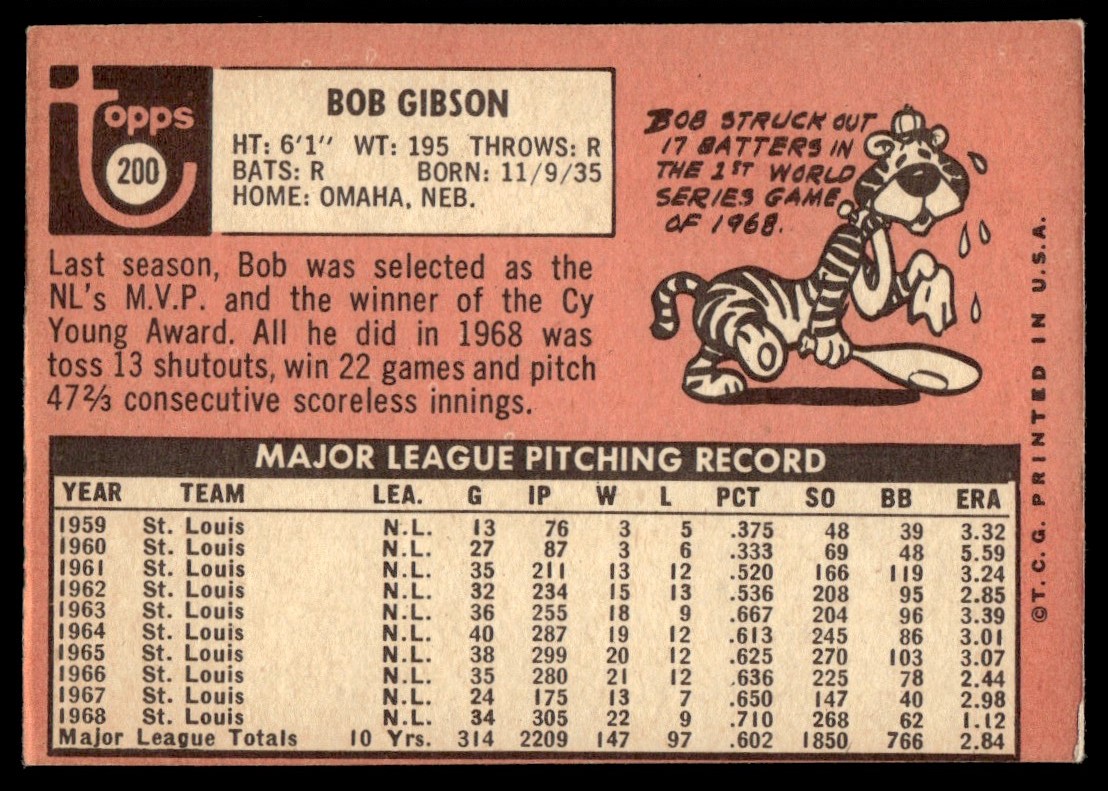 Topps
200
BOB GIBSON
HT: 6'1" WT: 195 THROWS: R
BATS: R BORN: 11/9/35
HOME: OMAHA, NEB.
BOB STRUCK OUT
17 BATTERS IN
THE 1ST WORLD
SERIES GAME
OF 1968.
Last season, Bob was selected as the
NL's M.V.P. and the winner of the Cy
Young Award. All he did in 1968 was
toss 13 shutouts, win 22 games and pitch
47 2/3 consecutive scoreless innings.
MAJOR LEAGUE PITCHING RECORD
YEAR TEAM LEA. G IP W L PCT SO BB ERA
1959 St. Louis N.L. 13 76 3 5 .375 48 39 3.32
1960 St. Louis N.L. 27 87 3 6 .333 69 48 5.59
1961 St. Louis N.L. 35 211 13 12 .520 166 119 3.24
1962 St. Louis N.L. 32 234 15 13 .536 208 95 2.85
1963 St. Louis N.L. 36 255 18 9 .667 204 96 3.39
1964 St. Louis N.L. 40 287 19 12 .613 245 86 3.01
1965 St. Louis N.L. 38 299 20 12 .625 270 103 3.07
1966 St. Louis N.L. 35 280 21 12 .636 225 78 2.44
1967 St. Louis N.L. 24 175 13 7 .650 147 40 2.98
1968 St. Louis N.L. 34 305 22 9 .710 268 62 1.12
Major League Totals 10 Yrs. 314 2209 147 97 .602 1850 766 2.84
©T. C. G. PRINTED IN U.S.A.